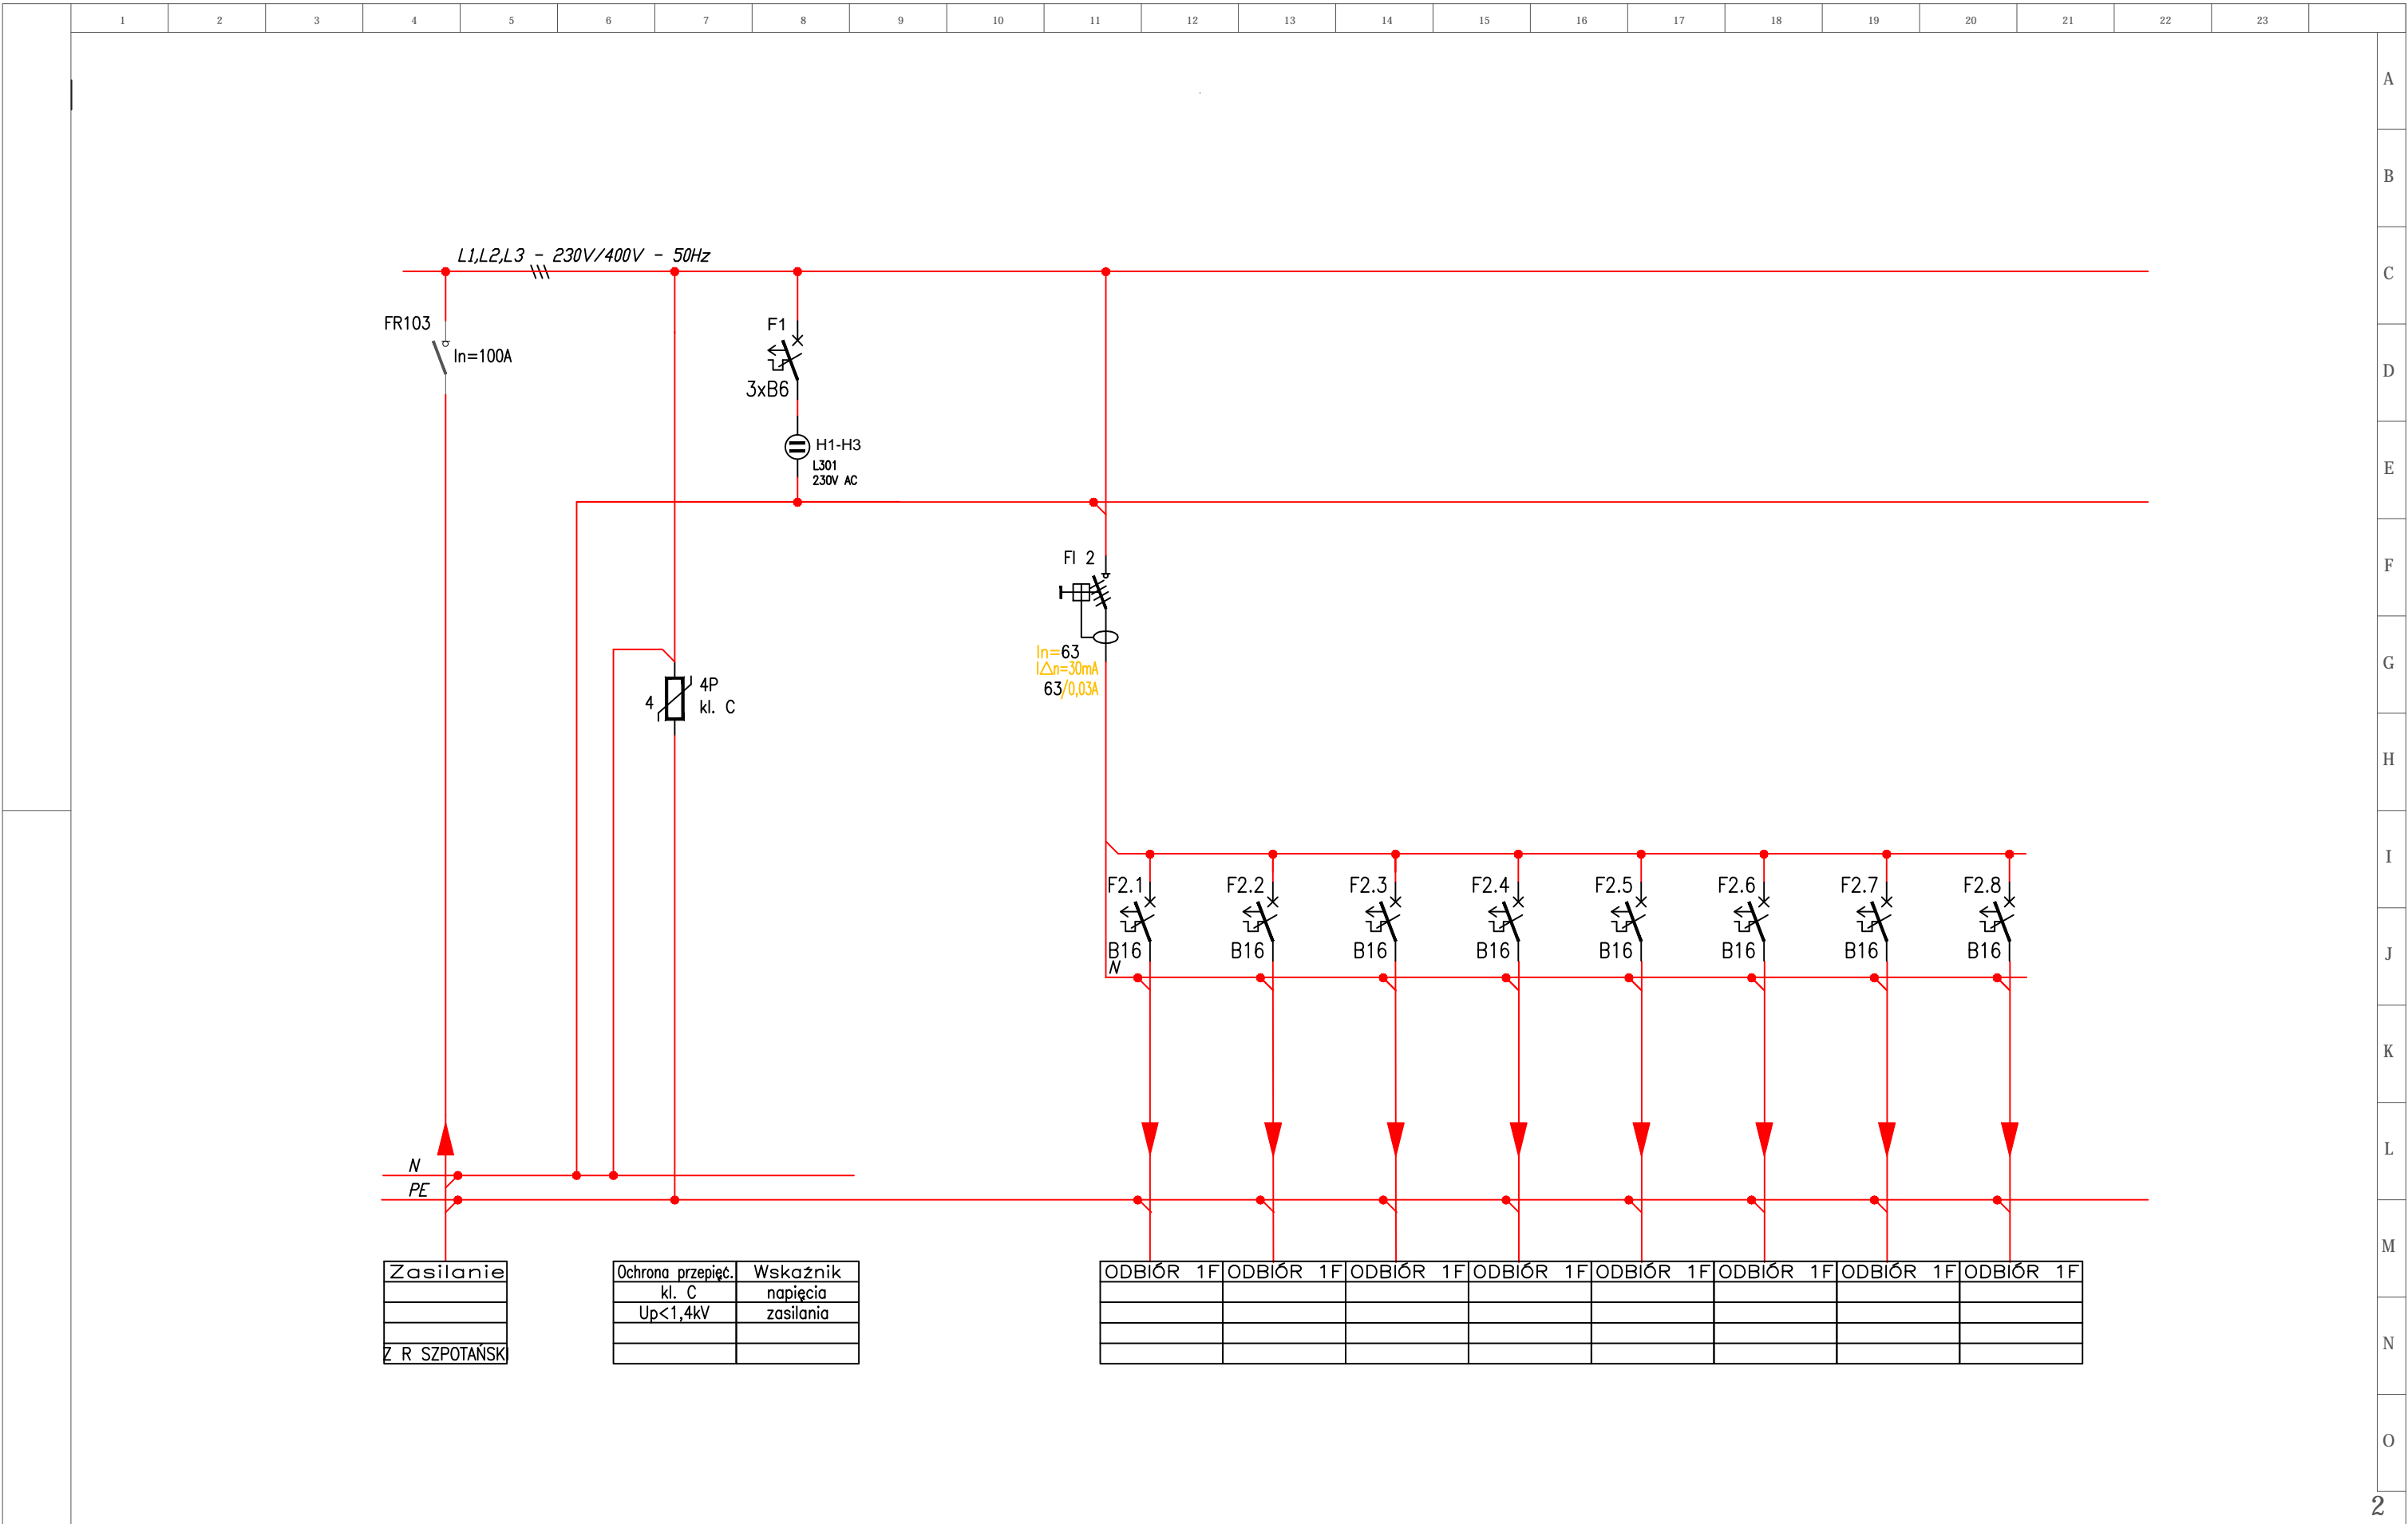 1 2 3 4 5 6 7 8 9 10 11 12 13 14 15 16 17 18 19 20 21 22 23
A
B
L1,L2,L3 - 230V/400V - 50Hz
C
FR103
In=100A
F1
3xB6
D
H1-H3
L301
230V AC
E
FI 2
F
In=63
I△n=30mA
63/0,03A
G
4
4P
kl. C
H
I
F2.1 F2.2 F2.3 F2.4 F2.5 F2.6 F2.7 F2.8
B16 B16 B16 B16 B16 B16 B16 B16
J
N
K
L
N
PE
M
Zasilanie
Z R SZPOTAŃSKI
Ochrona przepięć. Wskaźnik
kl. C napięcia
Up<1,4kV zasilania
ODBIÓR 1F ODBIÓR 1F ODBIÓR 1F ODBIÓR 1F ODBIÓR 1F ODBIÓR 1F ODBIÓR 1F ODBIÓR 1F
N
O
2